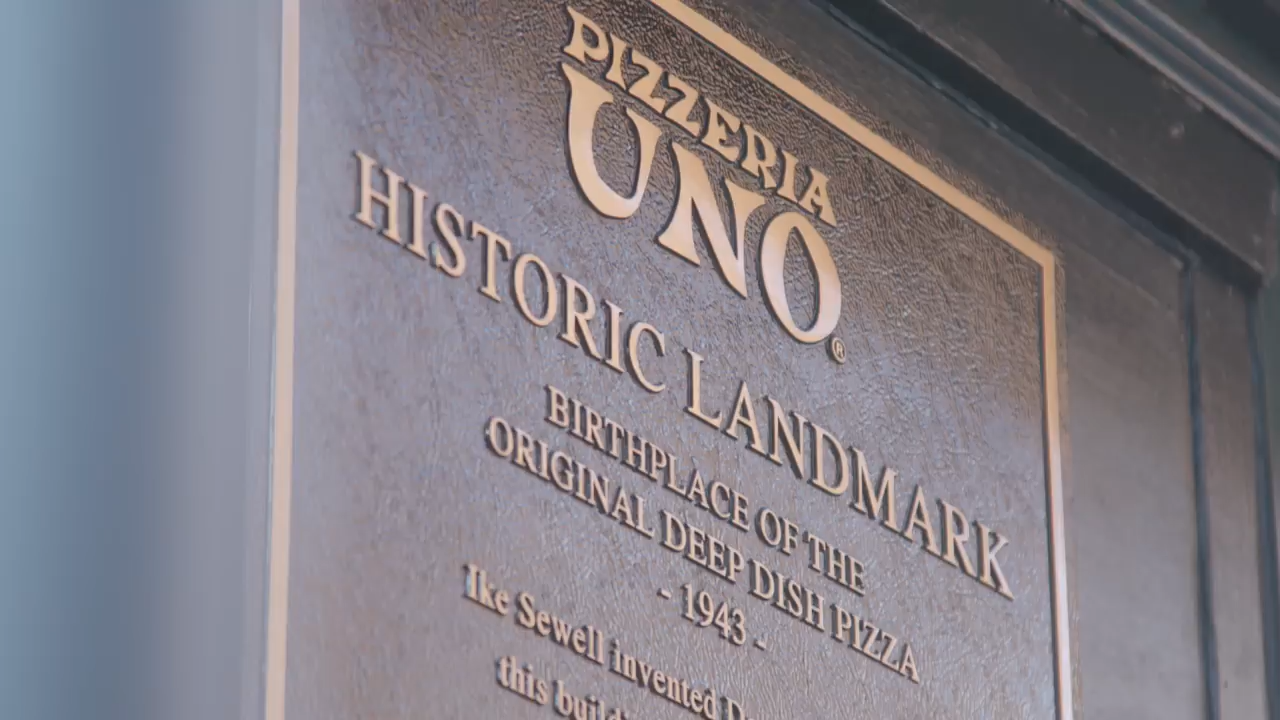 PIZZERIA
UNO®
HISTORIC LANDMARK
BIRTHPLACE OF THE
ORIGINAL DEEP DISH PIZZA
- 1943 -
Ike Sewell invented
this